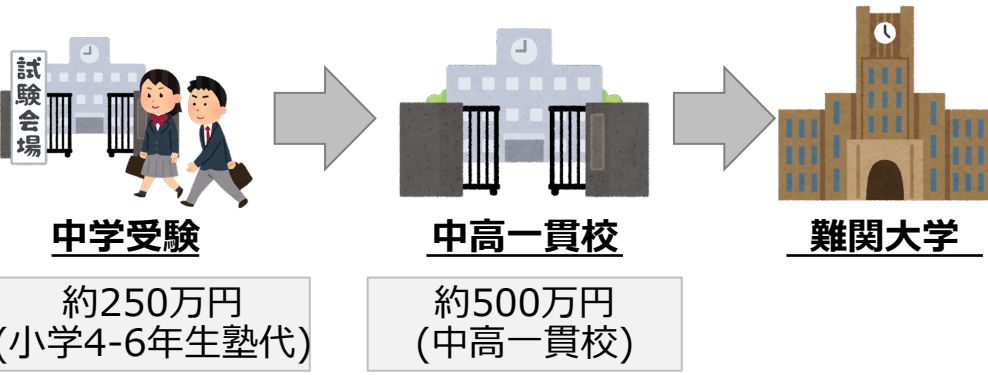 試験会場
中学受験
中高一貫校
難関大学
約250万円
(小学4-6年生塾代)
約500万円
(中高一貫校)